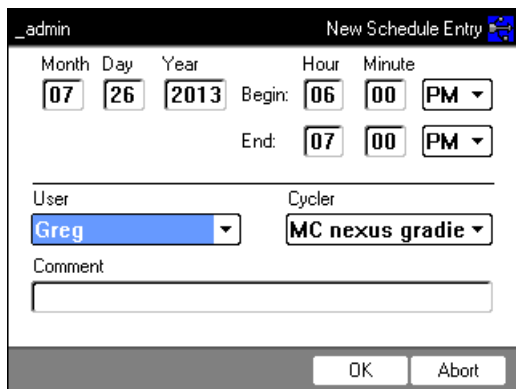 _admin New Schedule Entry
Month Day Year Hour Minute
07 26 2013 Begin: 06 00 PM
End: 07 00 PM
User Cycler
Greg MC nexus gradie
Comment
OK Abort